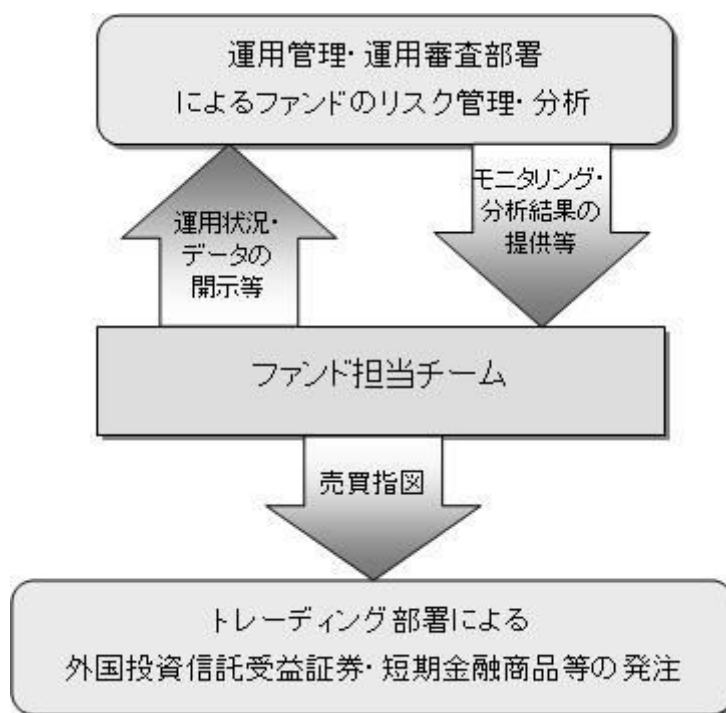 運用管理・運用審査部署
によるファンドのリスク管理・分析
運用状況・
データの
開示等
モニタリング・
分析結果の
提供等
ファンド担当チーム
売買指図
トレーディング部署による
外国投資信託受益証券・短期金融商品等の発注